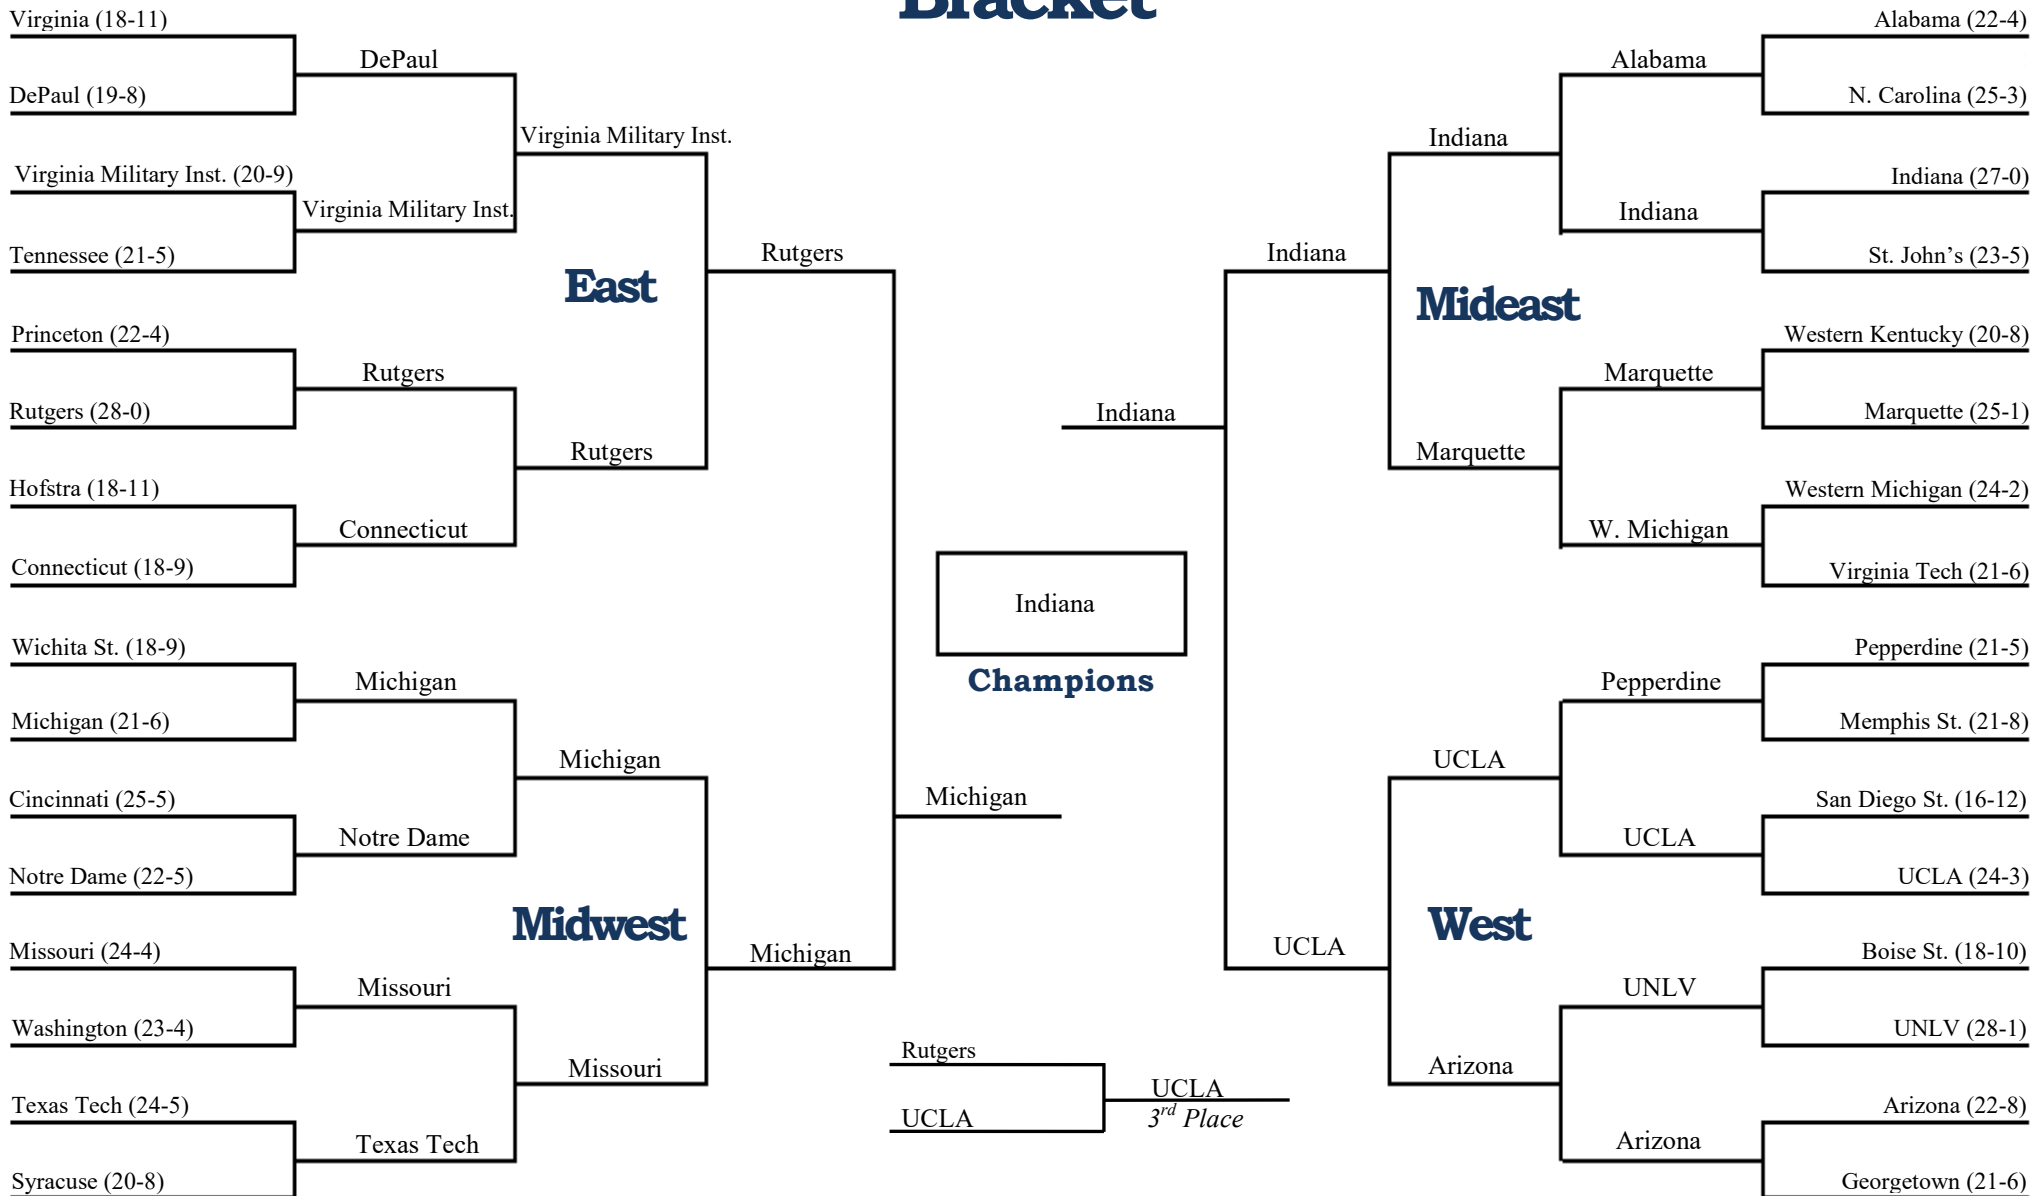 Bracket
Virginia (18-11)
DePaul (19-8)
Virginia Military Inst. (20-9)
Tennessee (21-5)
Princeton (22-4)
Rutgers (28-0)
Hofstra (18-11)
Connecticut (18-9)
DePaul
Virginia Military Inst.
Rutgers
Connecticut
Virginia Military Inst.
Rutgers
East
Rutgers
Wichita St. (18-9)
Michigan (21-6)
Cincinnati (25-5)
Notre Dame (22-5)
Missouri (24-4)
Washington (23-4)
Texas Tech (24-5)
Syracuse (20-8)
Michigan
Notre Dame
Missouri
Texas Tech
Michigan
Missouri
Midwest
Michigan
Michigan
Indiana
Indiana
Champions
Rutgers
UCLA
UCLA
3rd Place
Indiana
Mideast
Indiana
Marquette
Alabama
Indiana
Marquette
W. Michigan
Alabama (22-4)
N. Carolina (25-3)
Indiana (27-0)
St. John’s (23-5)
Western Kentucky (20-8)
Marquette (25-1)
Western Michigan (24-2)
Virginia Tech (21-6)
UCLA
West
UCLA
Arizona
Pepperdine
UCLA
UNLV
Arizona
Pepperdine (21-5)
Memphis St. (21-8)
San Diego St. (16-12)
UCLA (24-3)
Boise St. (18-10)
UNLV (28-1)
Arizona (22-8)
Georgetown (21-6)